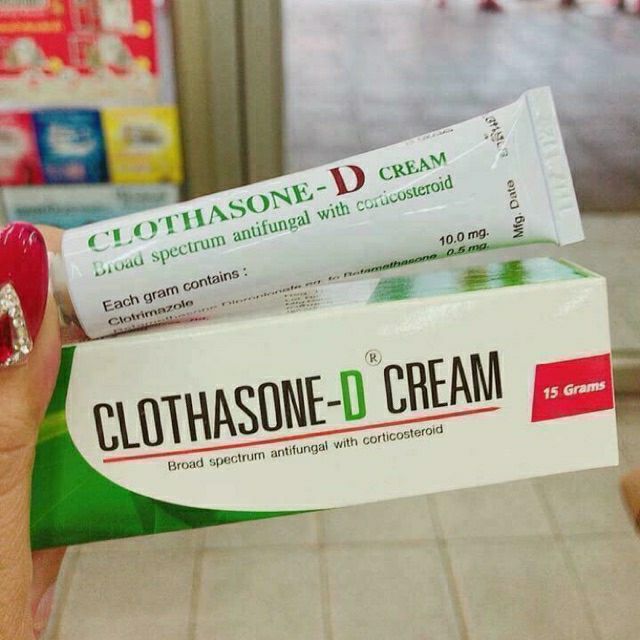 CLOTHASONE-D CREAM
Broad spectrum antifungal with corticosteroid
Each gram contains :
Clotrimazole 10.0 mg.
Betamethasone 0.5 mg.
Mfg. Date
CLOTHASONE-D® CREAM
Broad spectrum antifungal with corticosteroid
15 Grams